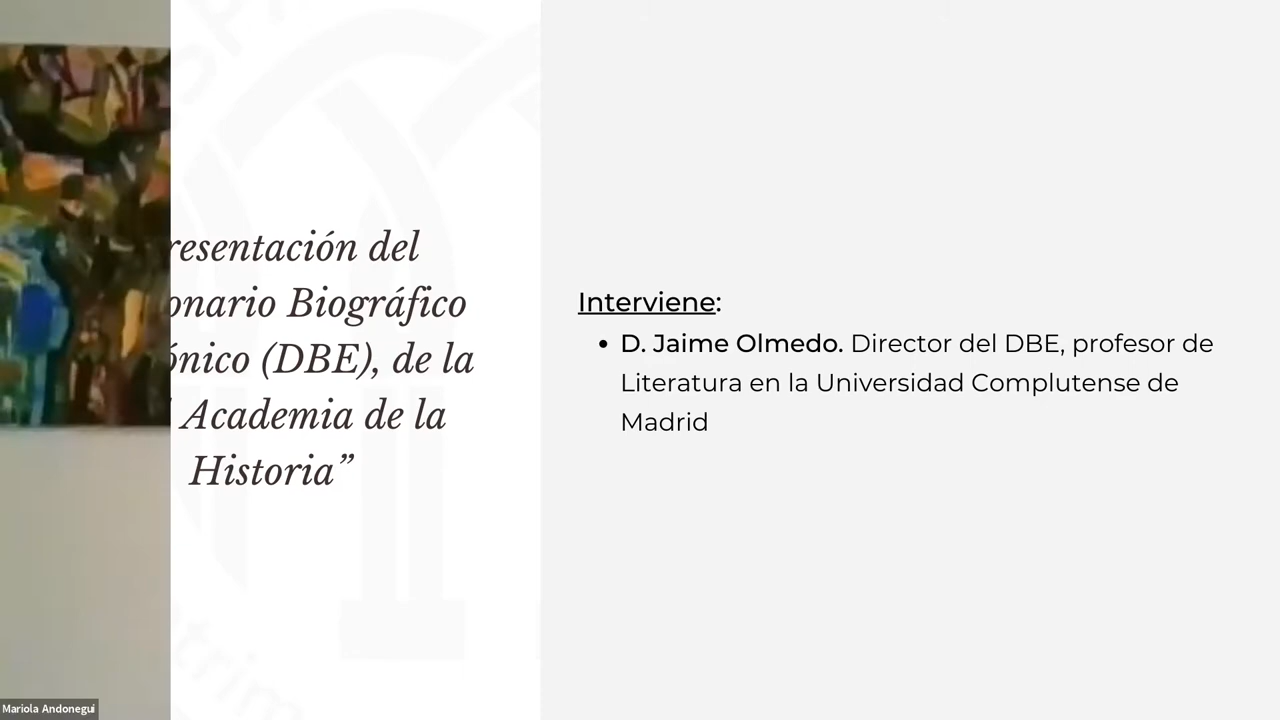 resentación del
onario Biográfico
ónico (DBE), de la
Academia de la
Historia”
Interviene:
• D. Jaime Olmedo. Director del DBE, profesor de
Literatura en la Universidad Complutense de
Madrid
Mariola Andonegui